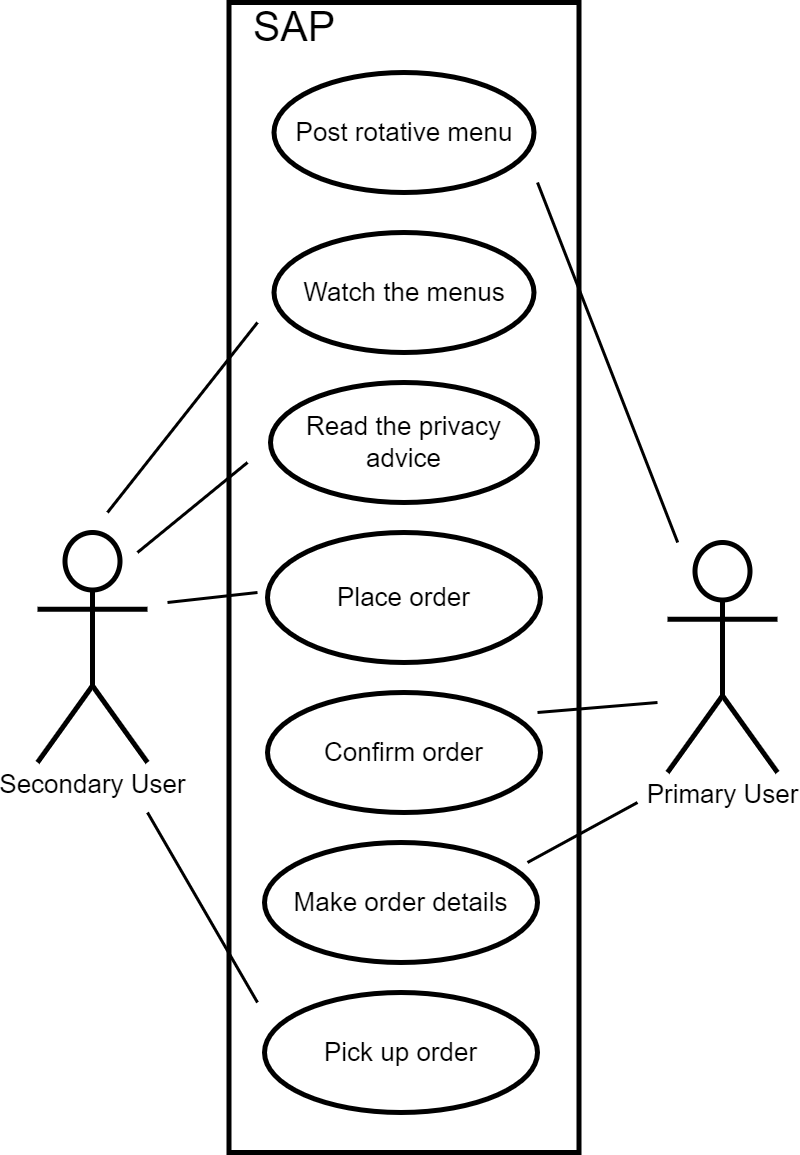 SAP
Post rotative menu
Watch the menus
Read the privacy
advice
Place order
Confirm order
Secondary User
Primary User
Make order details
Pick up order